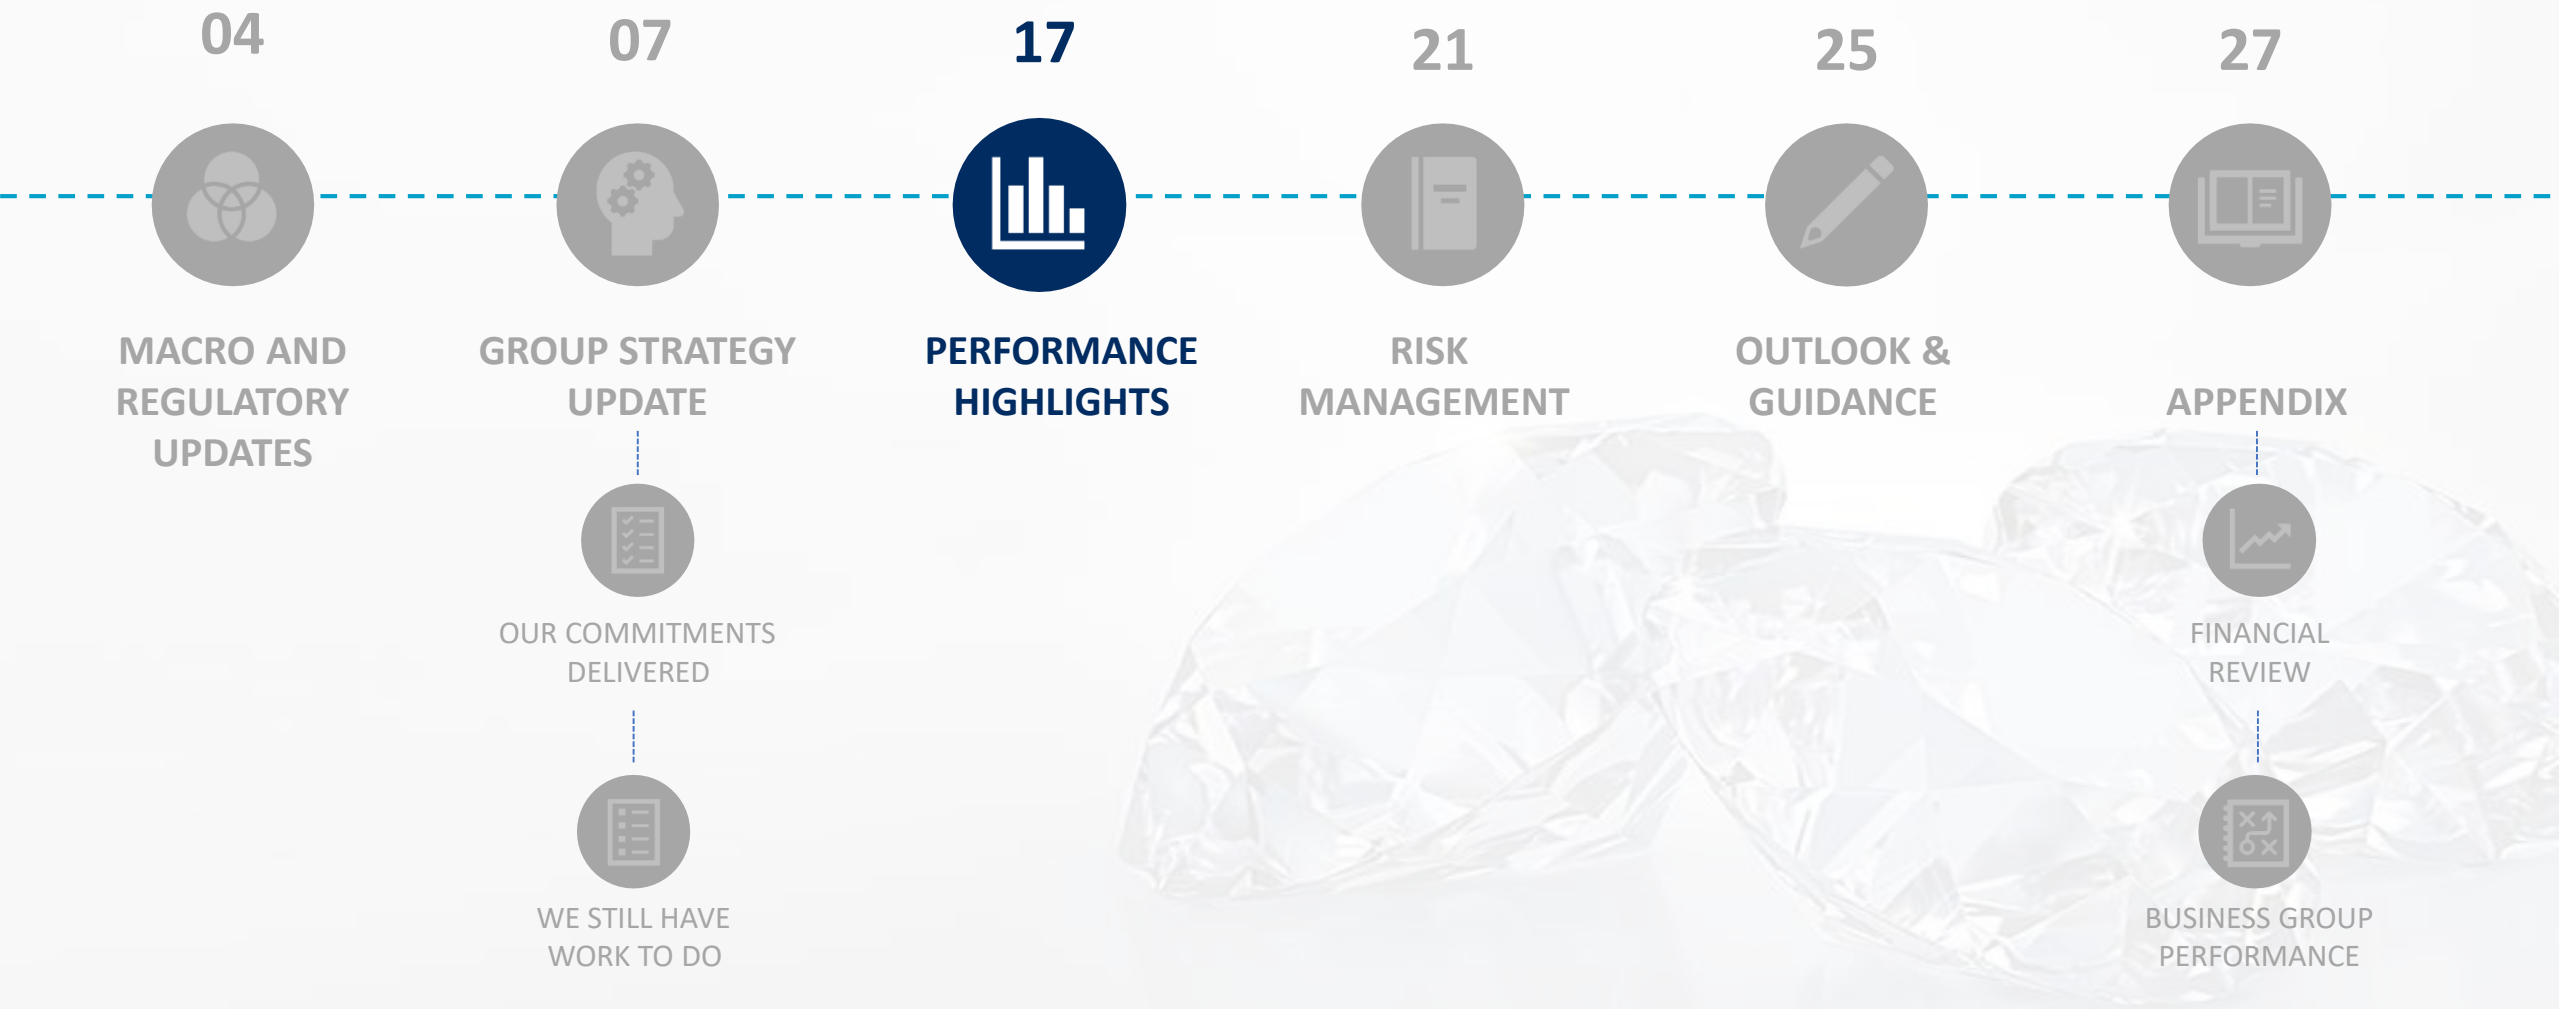 04
MACRO AND
REGULATORY
UPDATES
07
GROUP STRATEGY
UPDATE
OUR COMMITMENTS
DELIVERED
WE STILL HAVE
WORK TO DO
17
PERFORMANCE
HIGHLIGHTS
21
RISK
MANAGEMENT
25
OUTLOOK &
GUIDANCE
27
APPENDIX
FINANCIAL
REVIEW
BUSINESS GROUP
PERFORMANCE